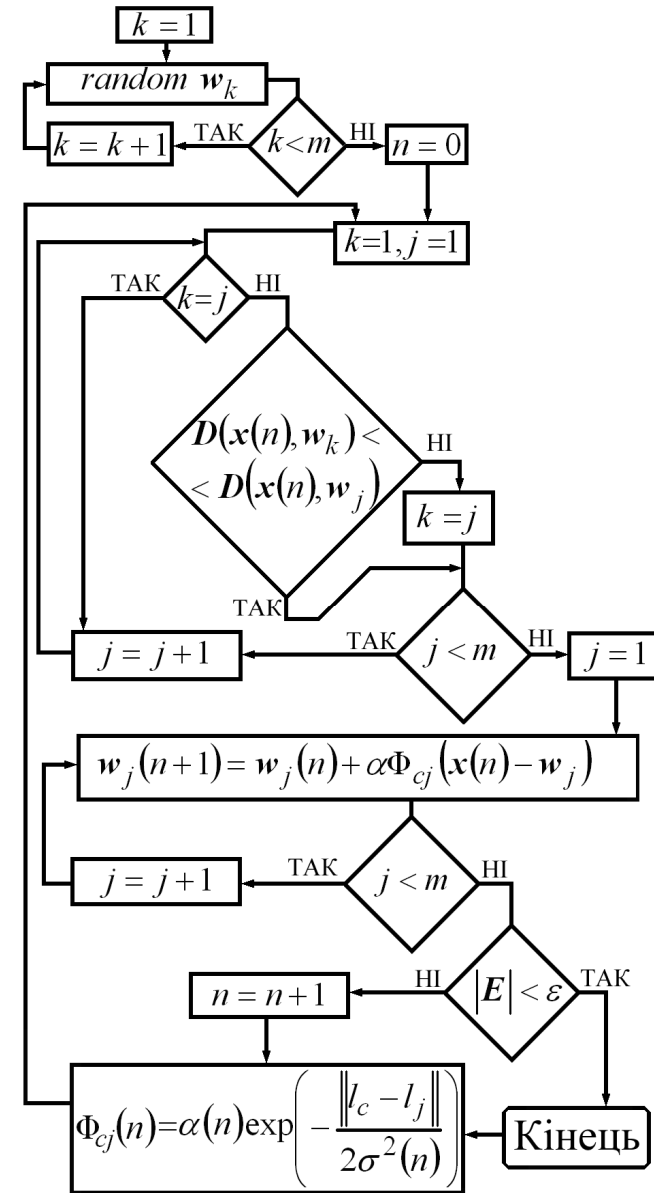 k = 1
random w_k
k = k + 1
ТАК
k < m
НІ
n = 0
k=1, j=1
ТАК
k = j
НІ
D(x(n), w_k) <
< D(x(n), w_j)
НІ
k = j
ТАК
j = j + 1
ТАК
j < m
НІ
j = 1
w_j(n+1) = w_j(n) + αΦ_cj(x(n) − w_j)
j = j + 1
ТАК
j < m
НІ
n = n + 1
НІ
|E| < ε
ТАК
Φ_cj(n) = α(n) exp(− ‖l_c − l_j‖ / 2σ²(n))
Кінець